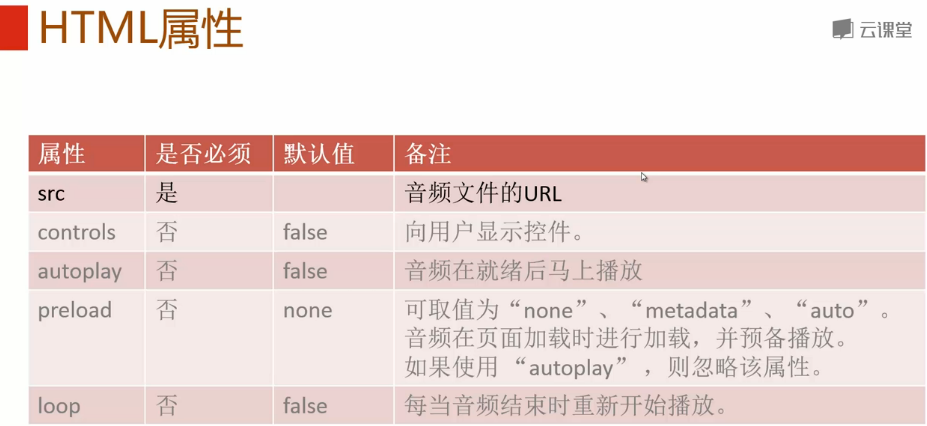 HTML属性
云课堂
属性 是否必须 默认值 备注
src 是 音频文件的URL
controls 否 false 向用户显示控件。
autoplay 否 false 音频在就绪后马上播放
preload 否 none 可取值为“none”、“metadata”、“auto”。
音频在页面加载时进行加载，并预备播放。
如果使用 “autoplay” ，则忽略该属性。
loop 否 false 每当音频结束时重新开始播放。